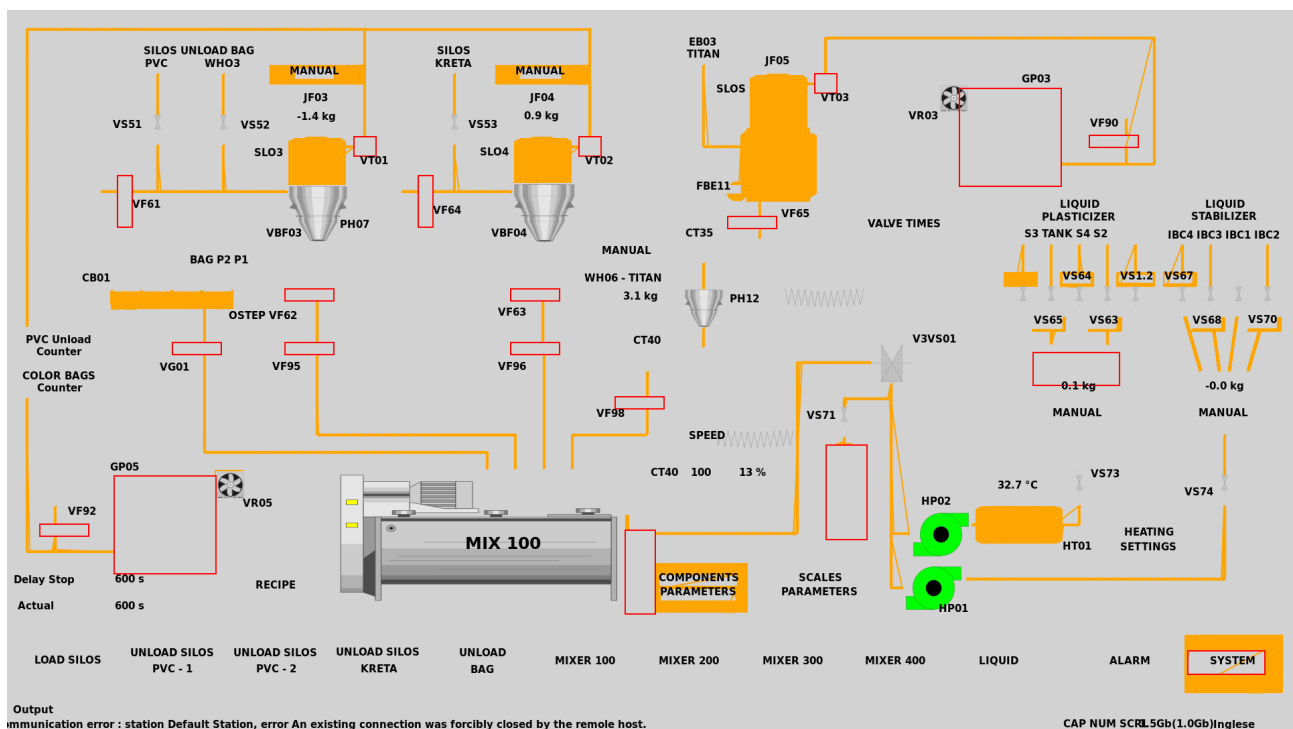 SILOS UNLOAD BAG
PVC WHO3
SILOS
KRETA
EB03
TITAN
JF05
MANUAL
MANUAL
GP03
SLOS
VT03
JF03
JF04
VR03
-1.4 kg
0.9 kg
VS51
VS52
VS53
VF90
SLO3
VT01
SLO4
VT02
FBE11
VF61
VF64
VF65
PH07
VBF03
VBF04
CT35
VALVE TIMES
LIQUID
PLASTICIZER
LIQUID
STABILIZER
S3 TANK S4 S2
IBC4 IBC3 IBC1 IBC2
MANUAL
BAG P2 P1
CB01
WH06 - TITAN
3.1 kg
PH12
VS64
VS1.2
VS67
OSTEP VF62
VF63
VS65
VS63
VS68
VS70
PVC Unload
Counter
CT40
V3VS01
VG01
VF95
VF96
COLOR BAGS
Counter
0.1 kg
-0.0 kg
VF98
VS71
MANUAL
MANUAL
SPEED
GP05
CT40 100 13 %
VS73
32.7 °C
VS74
VR05
HP02
VF92
MIX 100
HT01
HEATING
SETTINGS
Delay Stop 600 s
RECIPE
COMPONENTS
PARAMETERS
SCALES
PARAMETERS
Actual 600 s
HP01
LOAD SILOS
UNLOAD SILOS
PVC - 1
UNLOAD SILOS
PVC - 2
UNLOAD SILOS
KRETA
UNLOAD
BAG
MIXER 100
MIXER 200
MIXER 300
MIXER 400
LIQUID
ALARM
SYSTEM
Output
ommunication error : station Default Station, error An existing connection was forcibly closed by the remole host.
CAP NUM SCRL 1.5Gb(1.0Gb)Inglese